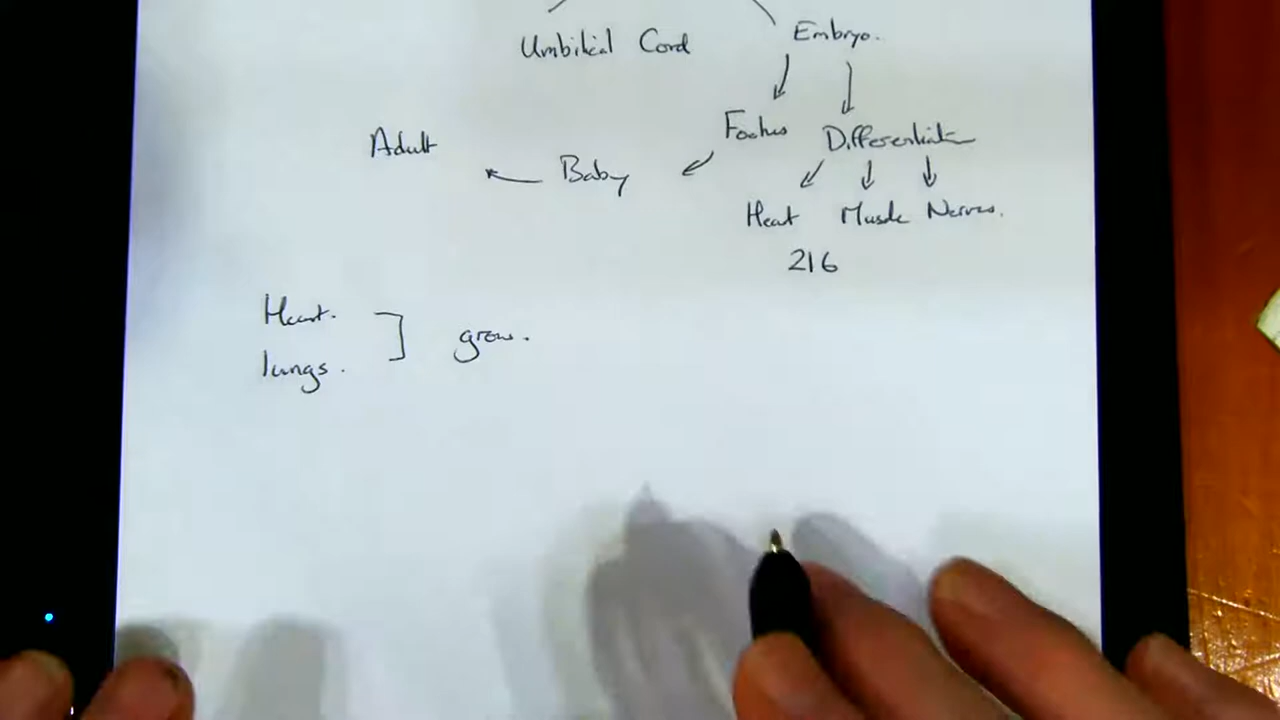 Umbilical Cord Embryo.
Foetus Differentiate
Adult Baby
Heart Muscle Nerves.
216
Heart.
lungs. grow.